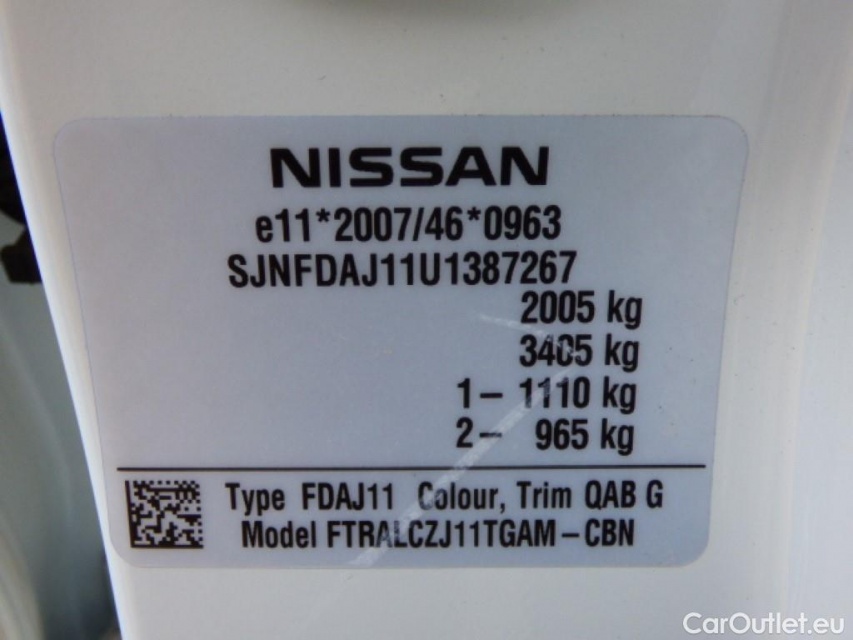 NISSAN
e11*2007/46*0963
SJNFDAJ11U1387267
2005 kg
3405 kg
1– 1110 kg
2– 965 kg
Type FDAJ11 Colour, Trim QAB G
Model FTRALCZJ11TGAM–CBN
CarOutlet.eu